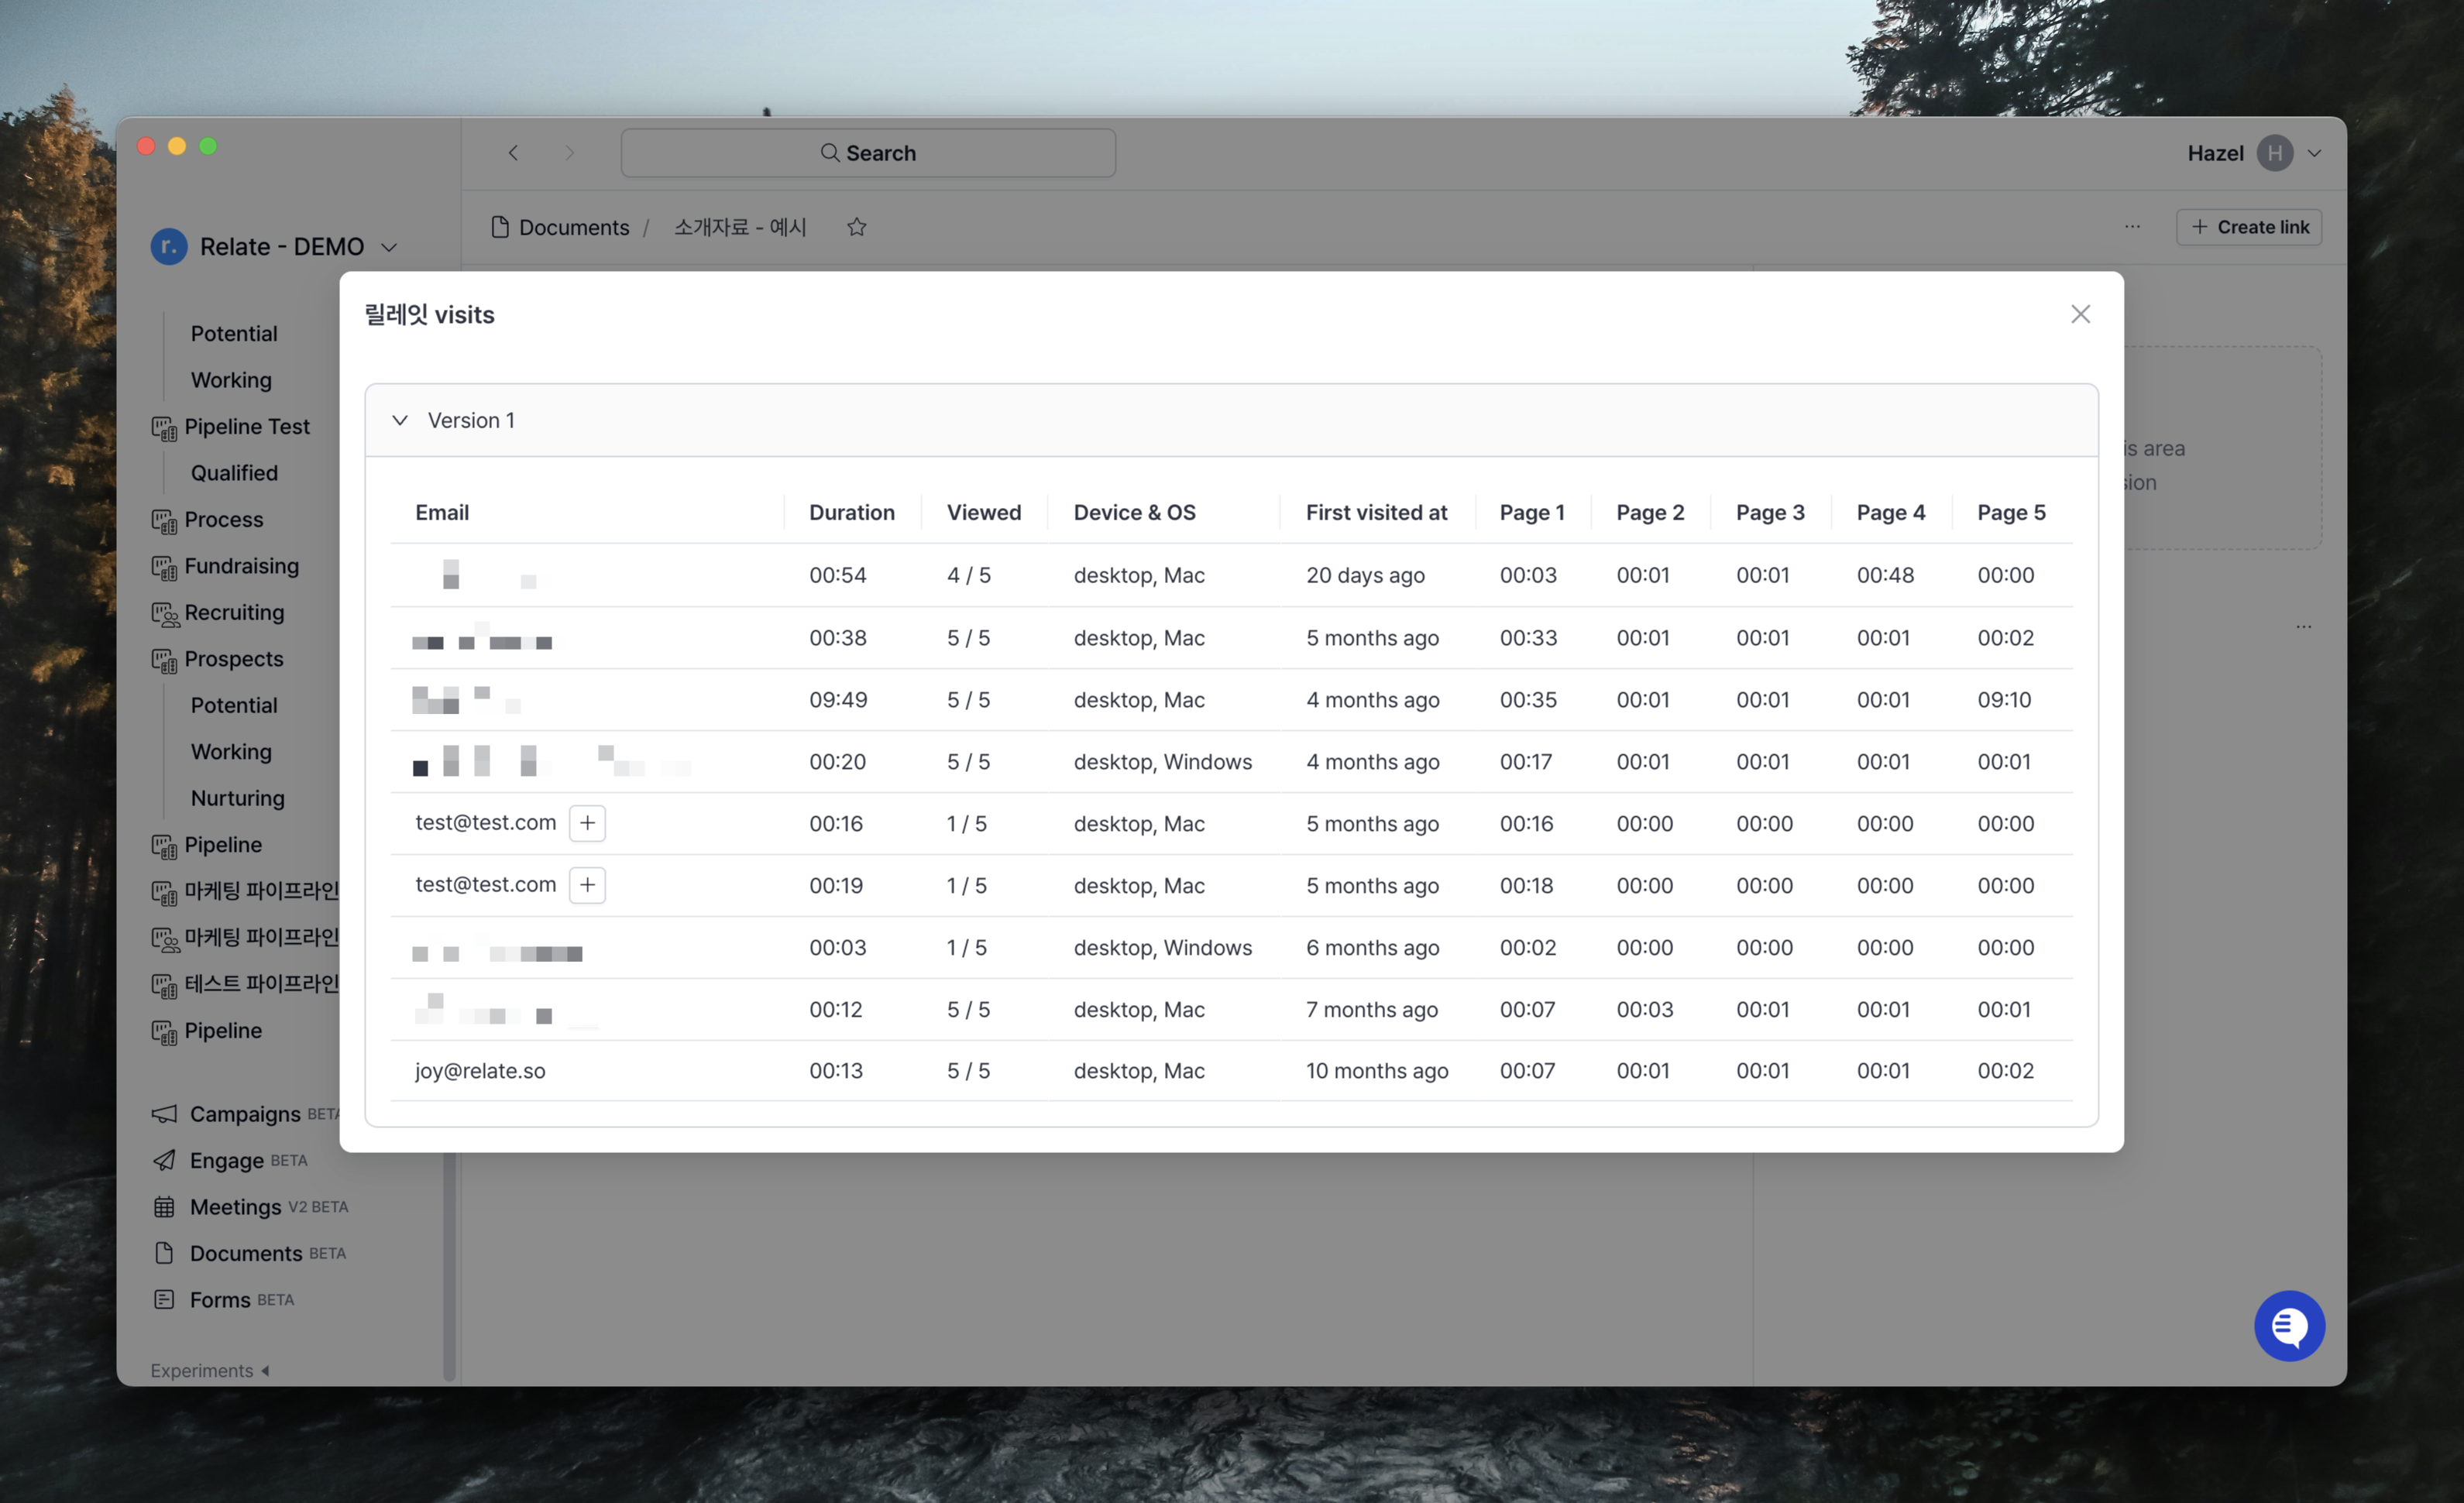 Search
Hazel H
Relate - DEMO
Documents / 소개자료 - 예시
··· + Create link
Potential
Working
Pipeline Test
Qualified
Process
Fundraising
Recruiting
Prospects
Potential
Working
Nurturing
Pipeline
마케팅 파이프라인
마케팅 파이프라인
테스트 파이프라인
Pipeline
Campaigns BETA
Engage BETA
Meetings V2 BETA
Documents BETA
Forms BETA
Experiments
릴레잇 visits
Version 1
Email Duration Viewed Device & OS First visited at Page 1 Page 2 Page 3 Page 4 Page 5
00:54 4 / 5 desktop, Mac 20 days ago 00:03 00:01 00:01 00:48 00:00
00:38 5 / 5 desktop, Mac 5 months ago 00:33 00:01 00:01 00:01 00:02
09:49 5 / 5 desktop, Mac 4 months ago 00:35 00:01 00:01 00:01 09:10
00:20 5 / 5 desktop, Windows 4 months ago 00:17 00:01 00:01 00:01 00:01
test@test.com + 00:16 1 / 5 desktop, Mac 5 months ago 00:16 00:00 00:00 00:00 00:00
test@test.com + 00:19 1 / 5 desktop, Mac 5 months ago 00:18 00:00 00:00 00:00 00:00
00:03 1 / 5 desktop, Windows 6 months ago 00:02 00:00 00:00 00:00 00:00
00:12 5 / 5 desktop, Mac 7 months ago 00:07 00:03 00:01 00:01 00:01
joy@relate.so 00:13 5 / 5 desktop, Mac 10 months ago 00:07 00:01 00:01 00:01 00:02
is area
sion